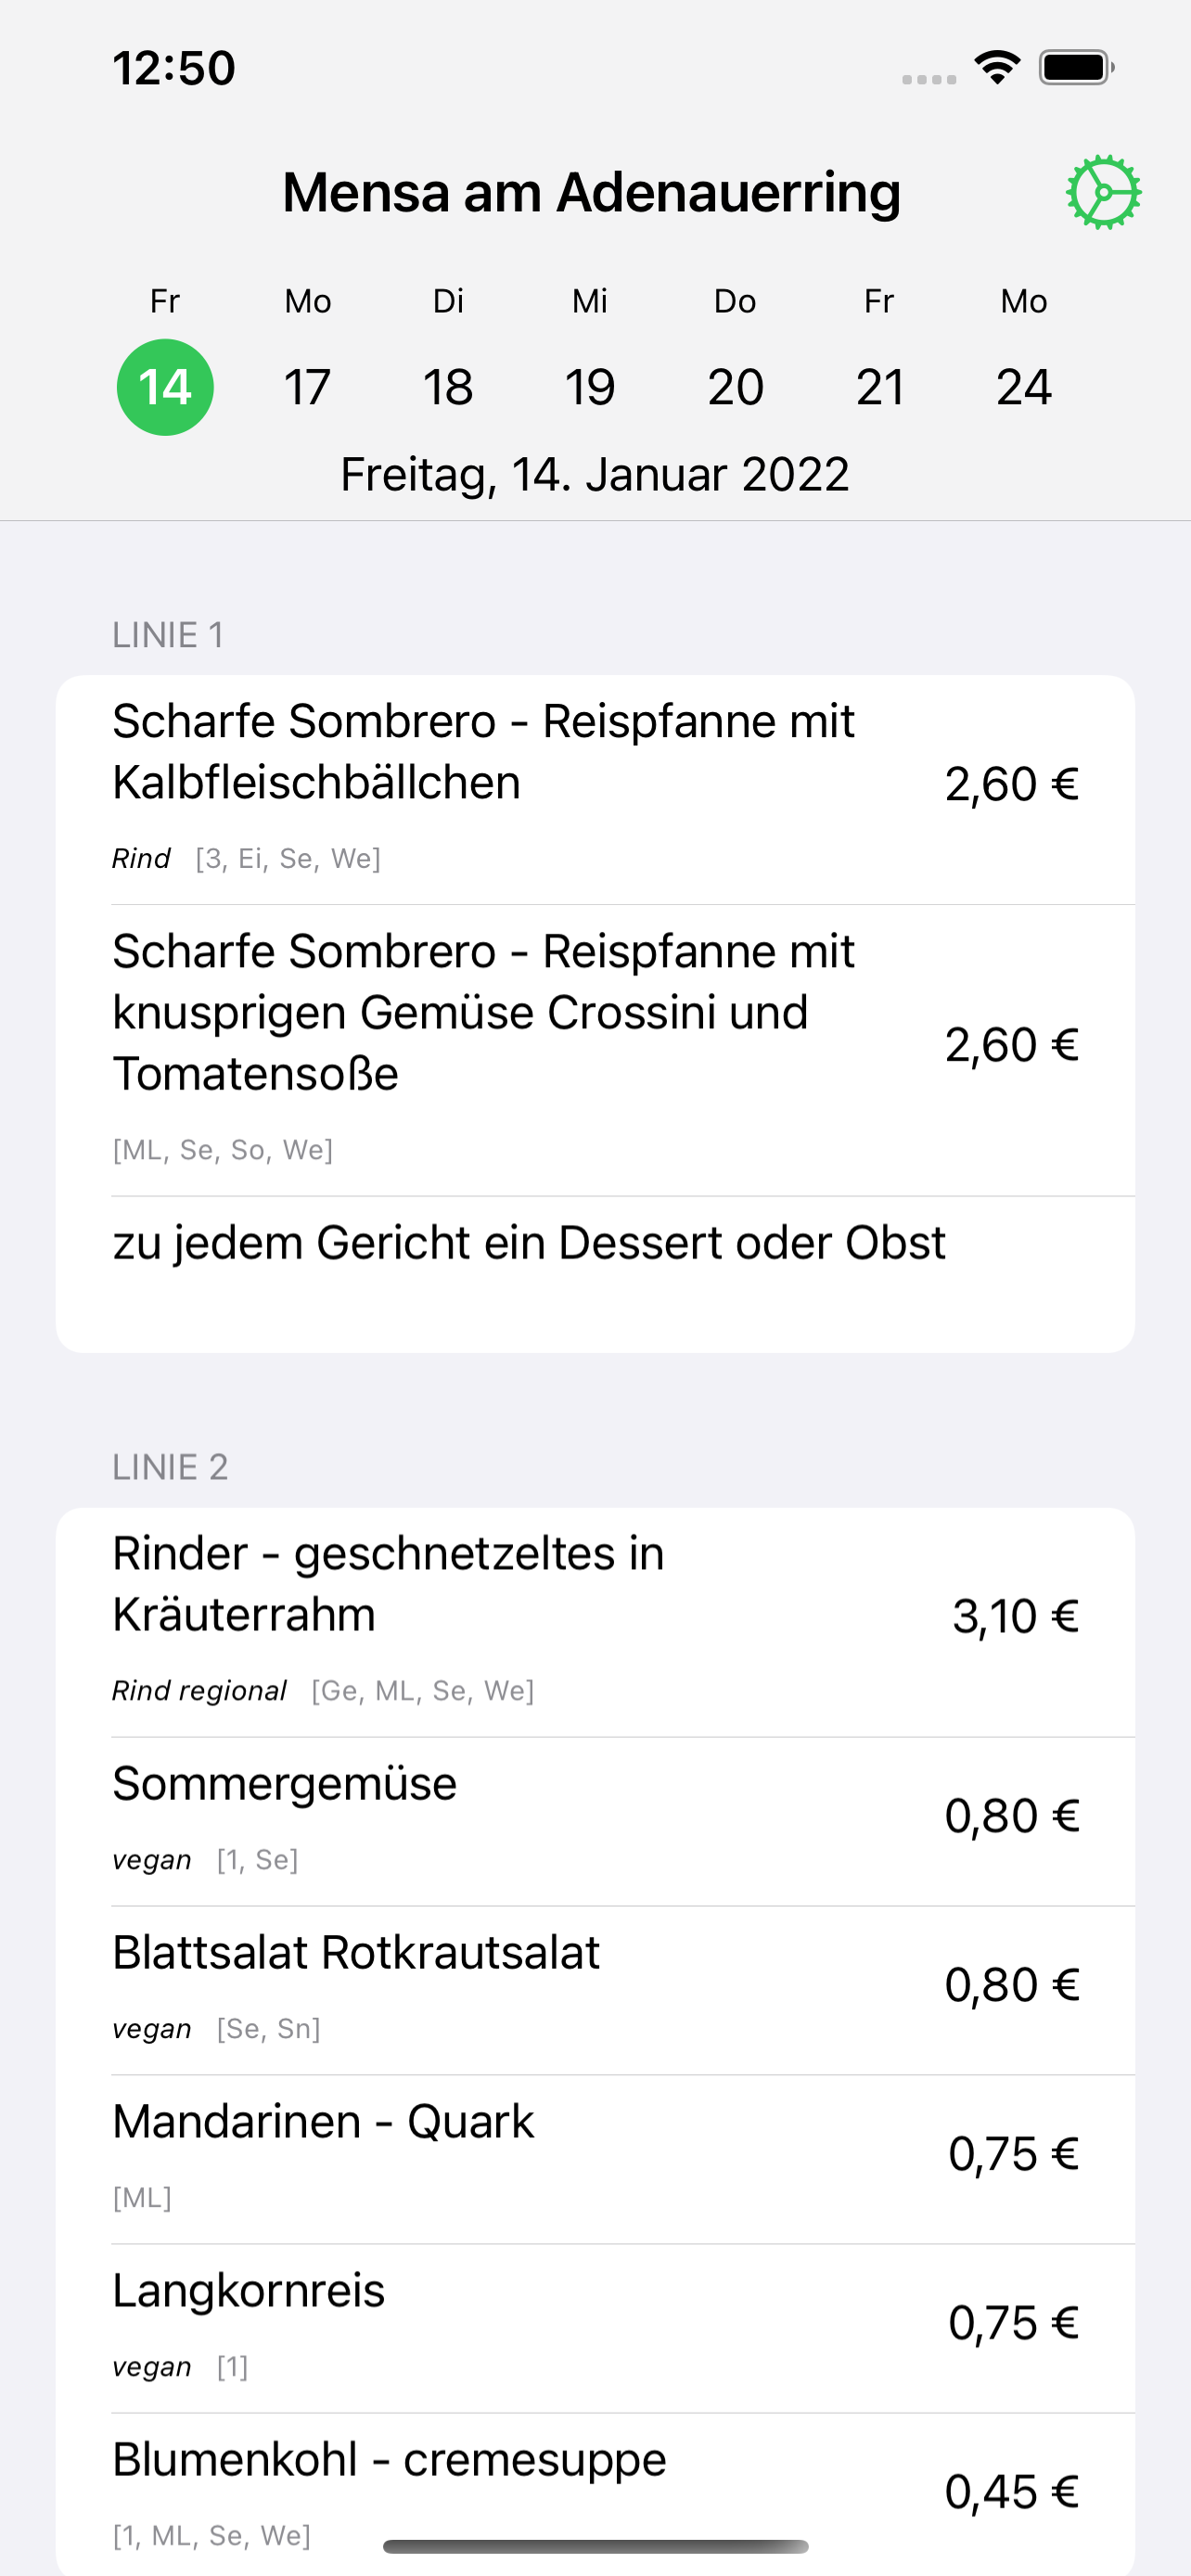 12:50
Mensa am Adenauerring
Fr Mo Di Mi Do Fr Mo
14 17 18 19 20 21 24
Freitag, 14. Januar 2022
LINIE 1
Scharfe Sombrero - Reispfanne mit
Kalbfleischbällchen
2,60 €
Rind [3, Ei, Se, We]
Scharfe Sombrero - Reispfanne mit
knusprigen Gemüse Crossini und
2,60 €
Tomatensoße
[ML, Se, So, We]
zu jedem Gericht ein Dessert oder Obst
LINIE 2
Rinder - geschnetzeltes in
Kräuterrahm
3,10 €
Rind regional [Ge, ML, Se, We]
Sommergemüse
0,80 €
vegan [1, Se]
Blattsalat Rotkrautsalat
0,80 €
vegan [Se, Sn]
Mandarinen - Quark
0,75 €
[ML]
Langkornreis
0,75 €
vegan [1]
Blumenkohl - cremesuppe
0,45 €
[1, ML, Se, We]